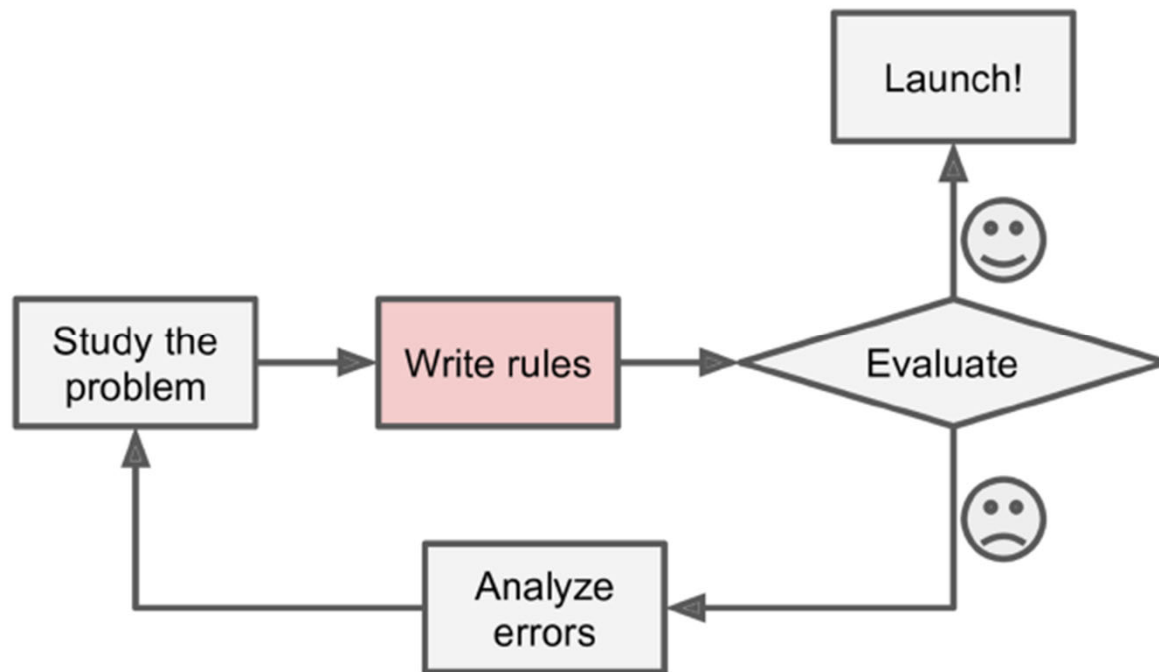 Launch!
Study the
problem
Write rules
Evaluate
Analyze
errors